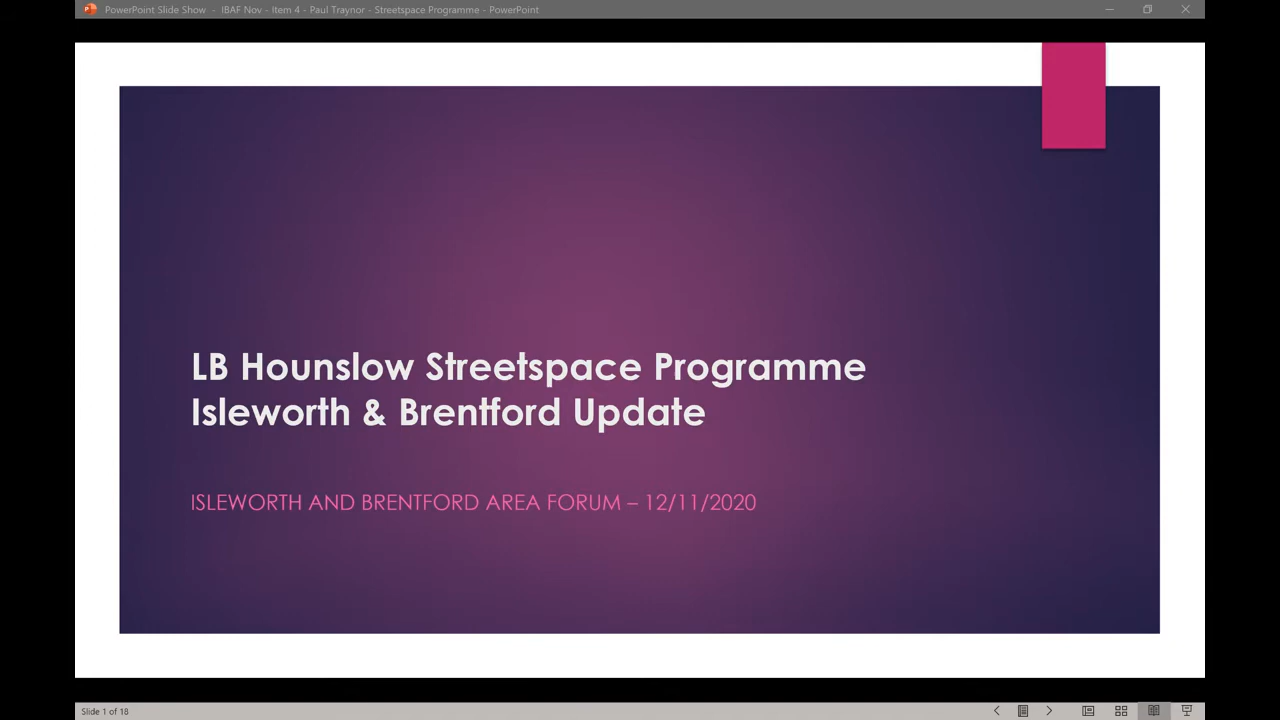 PowerPoint Slide Show - IBAF Nov - Item 4 - Paul Traynor - Streetspace Programme - PowerPoint
LB Hounslow Streetspace Programme
Isleworth & Brentford Update
ISLEWORTH AND BRENTFORD AREA FORUM – 12/11/2020
Slide 1 of 18